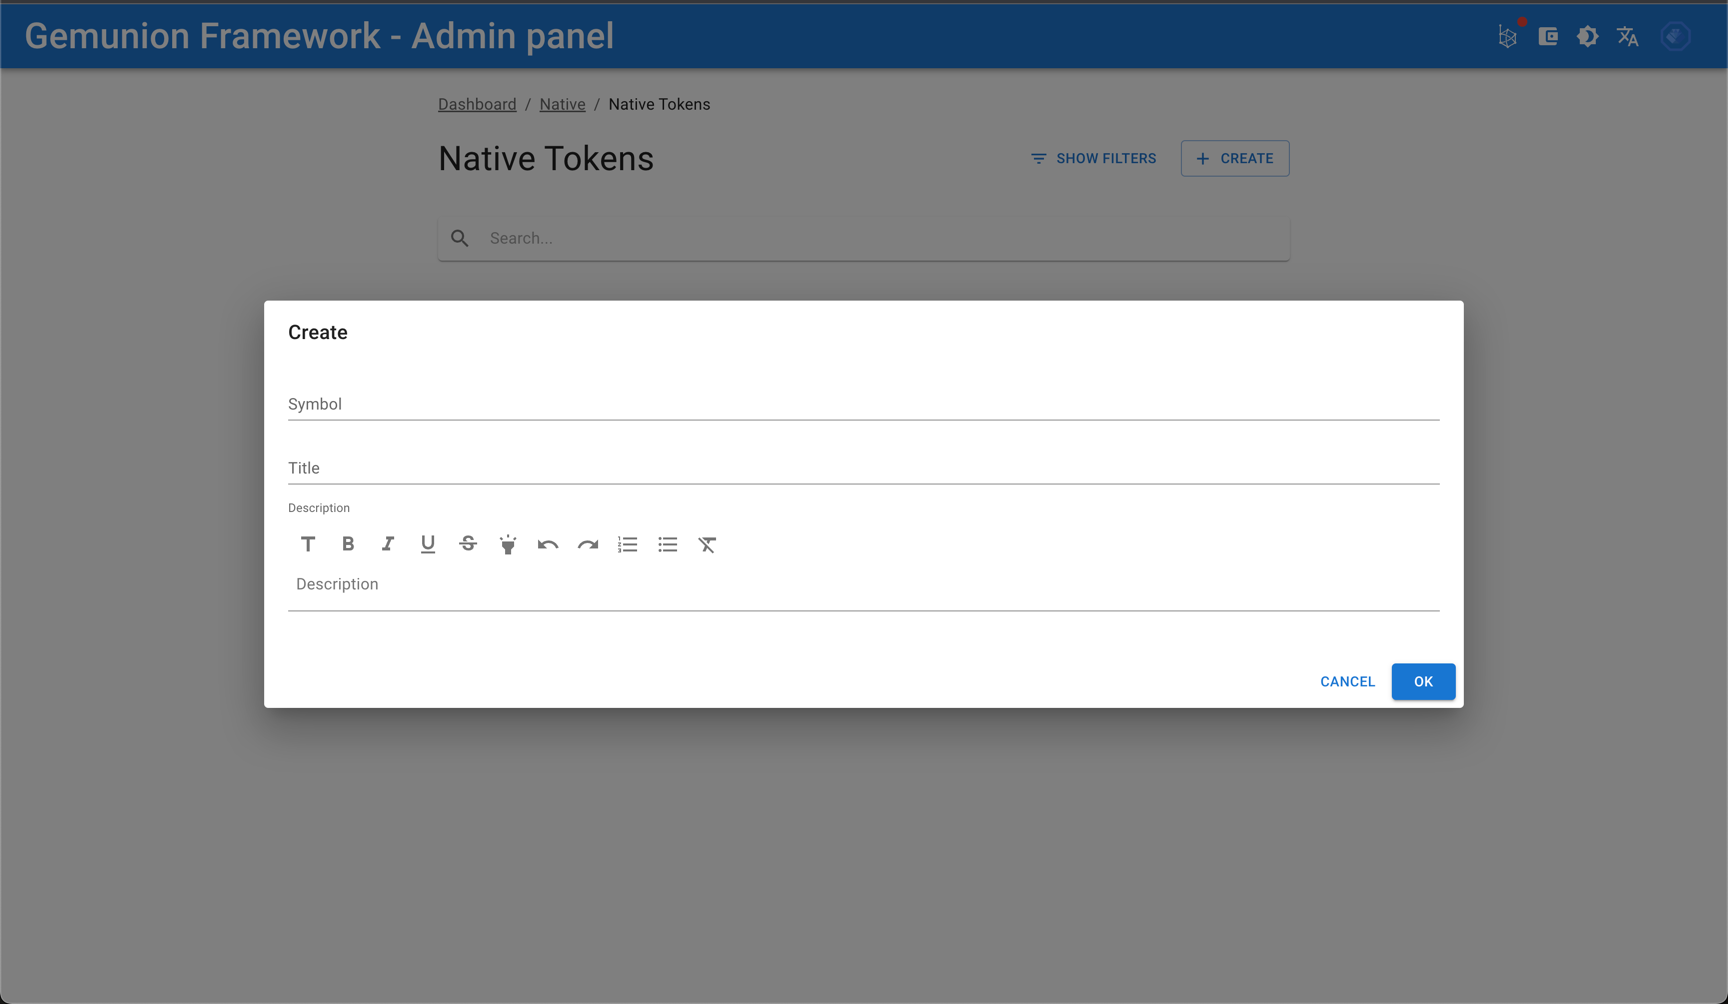 Gemunion Framework - Admin panel
Dashboard / Native / Native Tokens
Native Tokens
SHOW FILTERS
+ CREATE
Search...
Create
Symbol
Title
Description
Description
CANCEL
OK